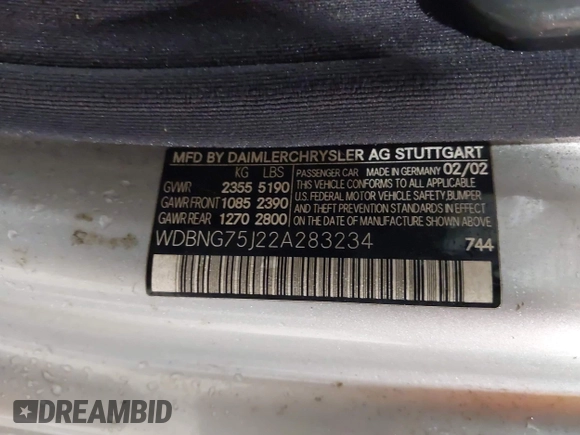 MFD BY DAIMLERCHRYSLER AG STUTTGART
KG LBS
GVWR 2355 5190
GAWR FRONT 1085 2390
GAWR REAR 1270 2800
PASSENGER CAR MADE IN GERMANY 02/02
THIS VEHICLE CONFORMS TO ALL APPLICABLE
U.S. FEDERAL MOTOR VEHICLE SAFETY, BUMPER
AND THEFT PREVENTION STANDARDS IN EFFECT
ON THE DATE OF MANUFACTURE SHOWN ABOVE.
WDBNG75J22A283234
744
DREAMBID